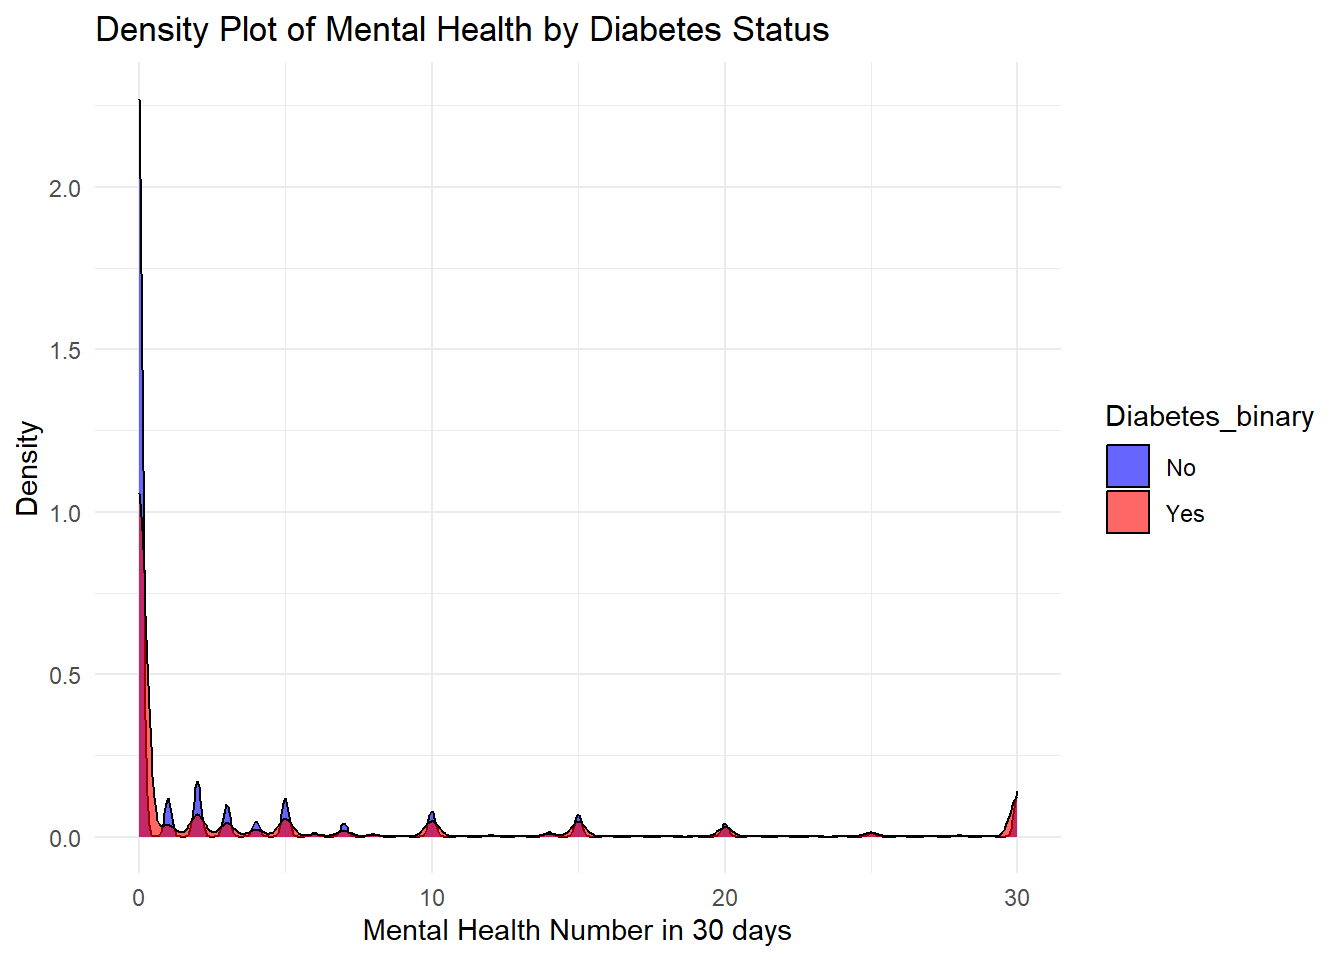 Density Plot of Mental Health by Diabetes Status
2.0
1.5
1.0
0.5
0.0
Density
0
10
20
30
Mental Health Number in 30 days
Diabetes_binary
No
Yes